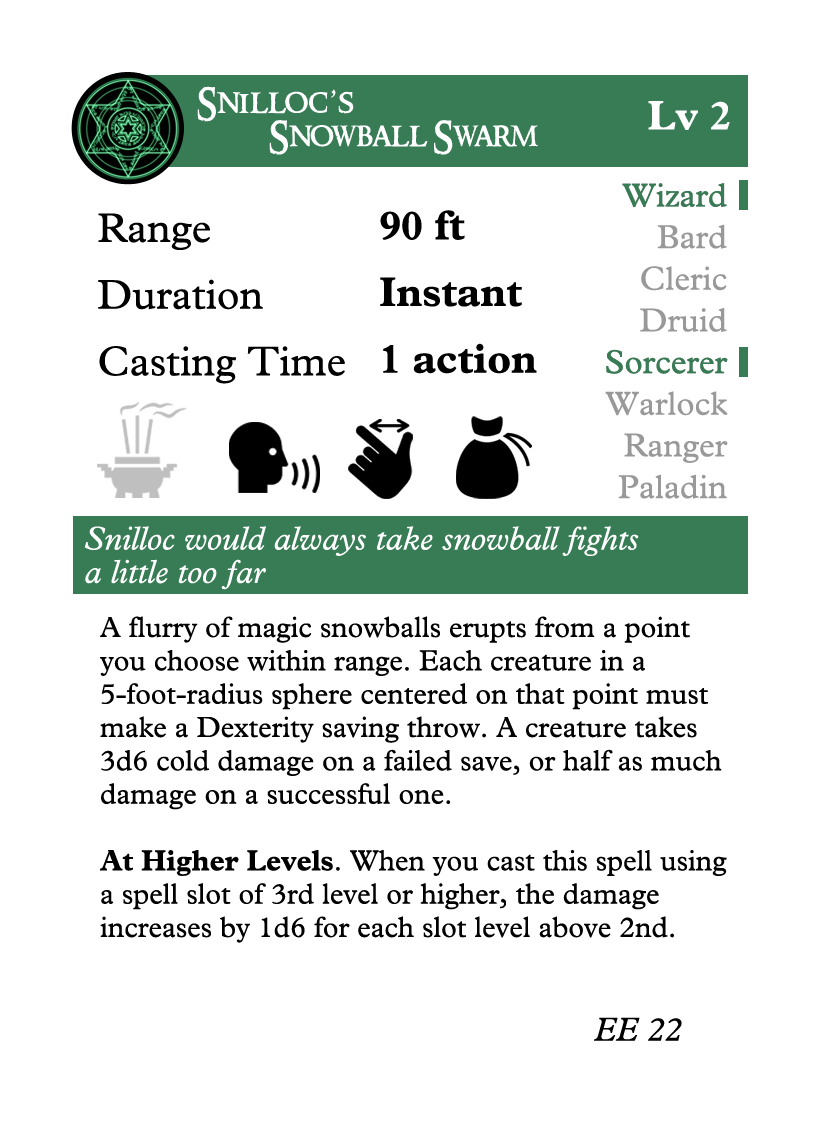 SNILLOC'S
SNOWBALL SWARM
Lv 2
Range 90 ft
Duration Instant
Casting Time 1 action
Wizard
Bard
Cleric
Druid
Sorcerer
Warlock
Ranger
Paladin
Snilloc would always take snowball fights
a little too far
A flurry of magic snowballs erupts from a point
you choose within range. Each creature in a
5-foot-radius sphere centered on that point must
make a Dexterity saving throw. A creature takes
3d6 cold damage on a failed save, or half as much
damage on a successful one.
At Higher Levels. When you cast this spell using
a spell slot of 3rd level or higher, the damage
increases by 1d6 for each slot level above 2nd.
EE 22